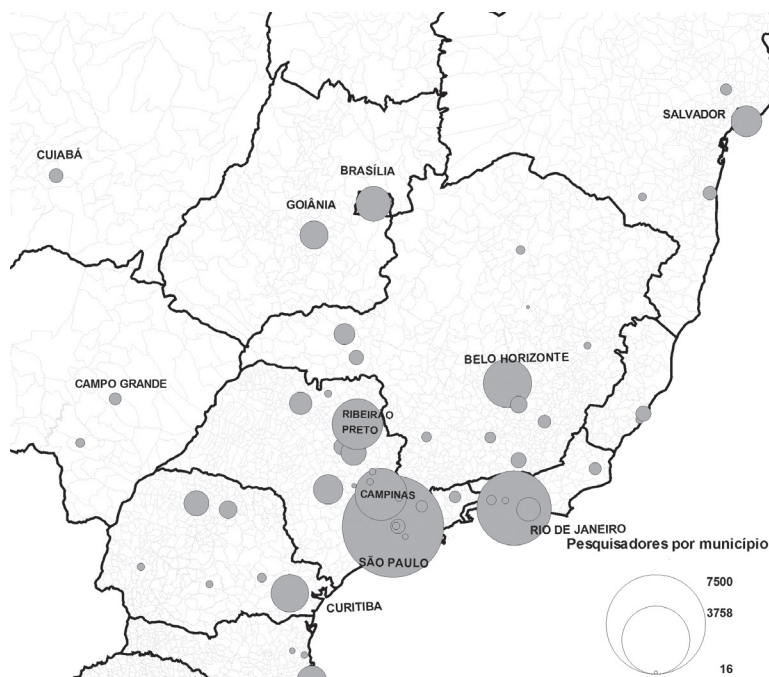 SALVADOR
CUIABÁ
BRASÍLIA
GOIÂNIA
BELO HORIZONTE
CAMPO GRANDE
RIBEIRÃO
PRETO
CAMPINAS
RIO DE JANEIRO
SÃO PAULO
CURITIBA
Pesquisadores por município
7500
3758
16